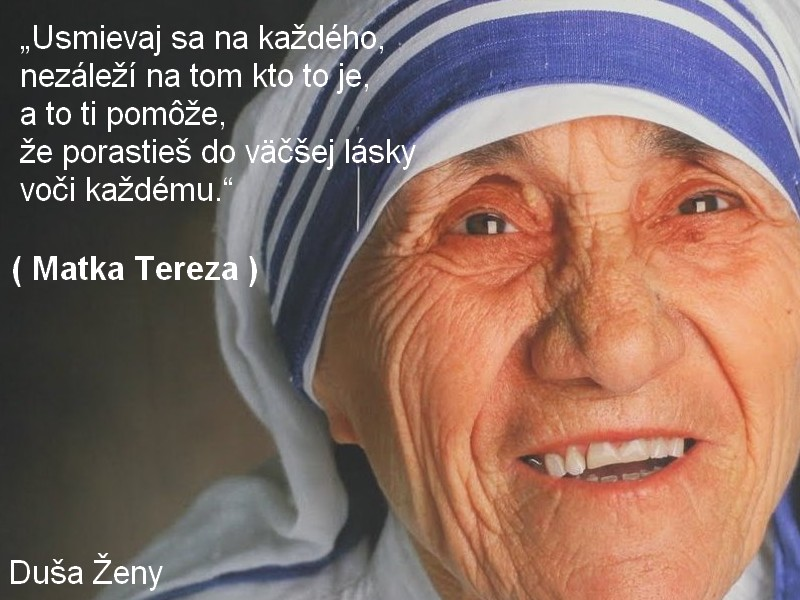 „Usmievaj sa na každého,
nezáleží na tom kto to je,
a to ti pomôže,
že porastieš do väčšej lásky
voči každému.“
( Matka Tereza )
Duša Ženy